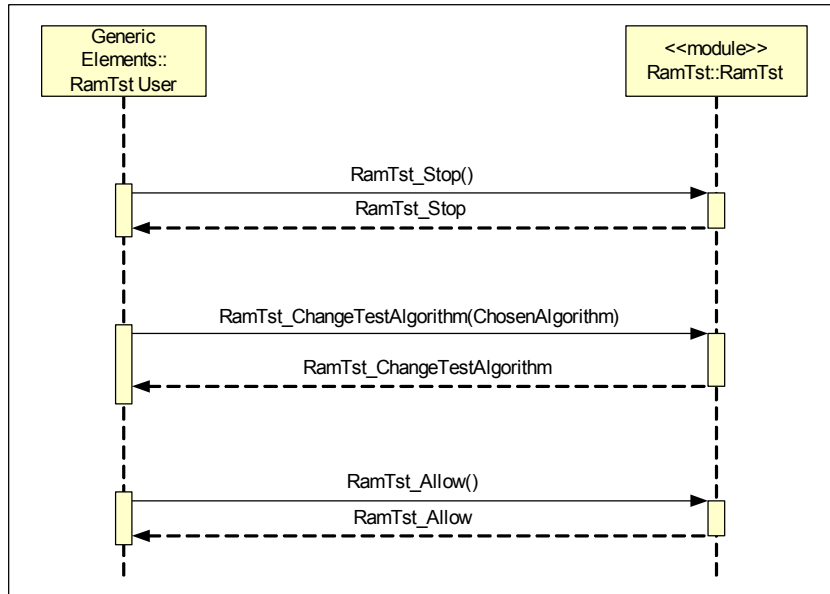 Generic
Elements::
RamTst User
<<module>>
RamTst::RamTst
RamTst_Stop()
RamTst_Stop
RamTst_ChangeTestAlgorithm(ChosenAlgorithm)
RamTst_ChangeTestAlgorithm
RamTst_Allow()
RamTst_Allow